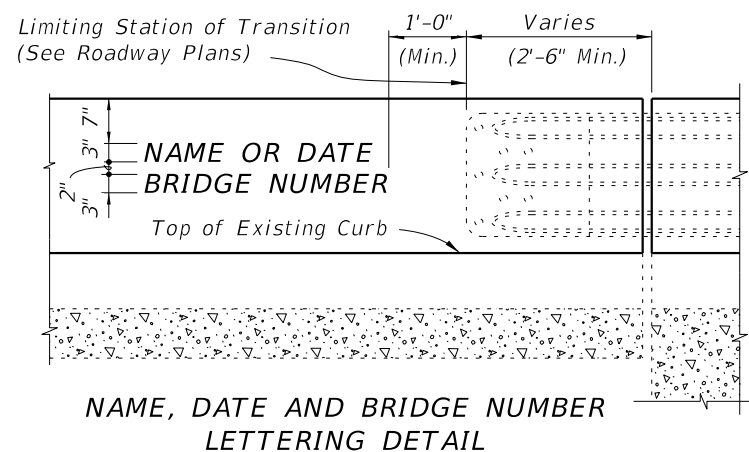 Limiting Station of Transition
(See Roadway Plans)
1'-0"
(Min.)
Varies
(2'-6" Min.)
7"
3"
2"
3"
NAME OR DATE
BRIDGE NUMBER
Top of Existing Curb
NAME, DATE AND BRIDGE NUMBER
LETTERING DETAIL